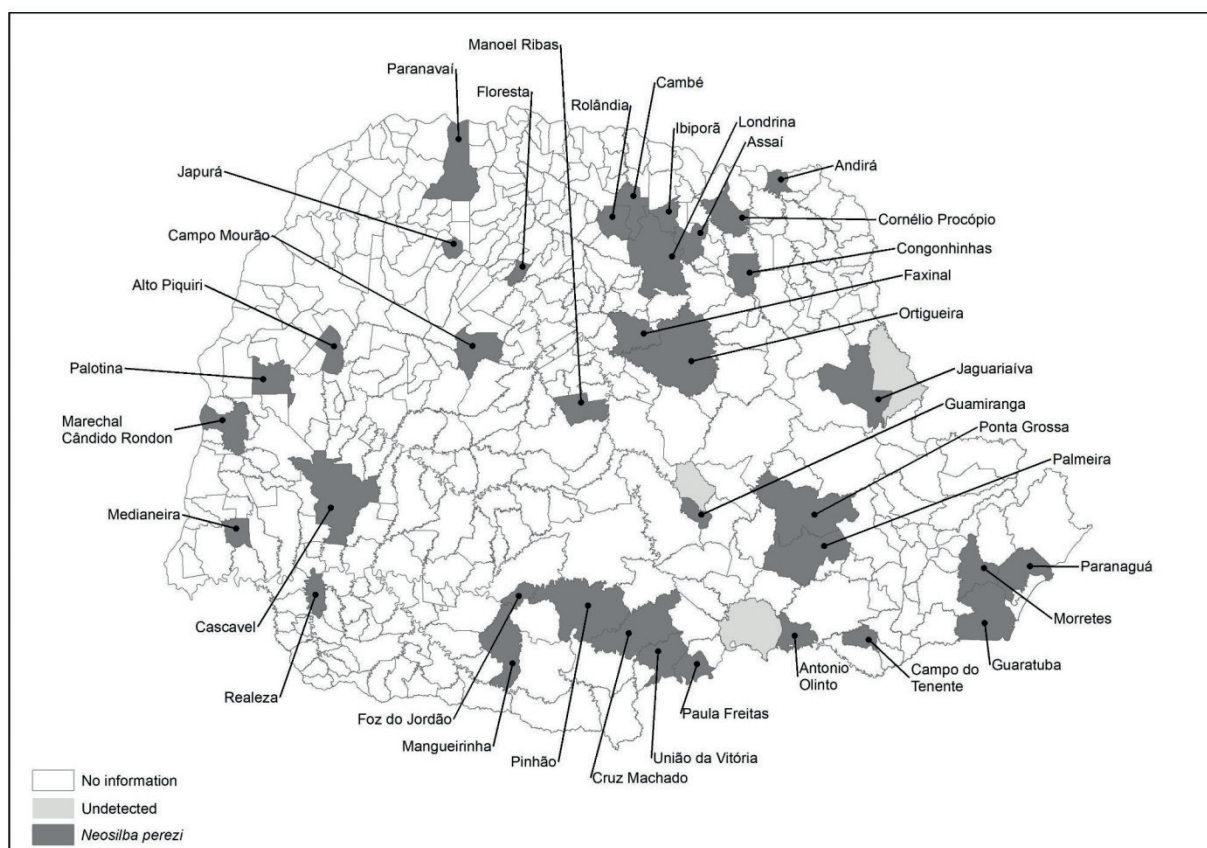 Manoel Ribas
Paranavaí
Cambé
Floresta
Rolândia
Londrina
Ibiporã
Assaí
Andirá
Japurá
Cornélio Procópio
Campo Mourão
Congonhinhas
Faxinal
Alto Piquiri
Ortigueira
Palotina
Jaguariaíva
Guamiranga
Marechal
Cândido Rondon
Ponta Grossa
Palmeira
Medianeira
Paranaguá
Morretes
Cascavel
Guaratuba
Antonio
Olinto
Campo do
Tenente
Realeza
Foz do Jordão
Paula Freitas
Mangueirinha
União da Vitória
Pinhão
Cruz Machado
No information
Undetected
Neosilba perezi